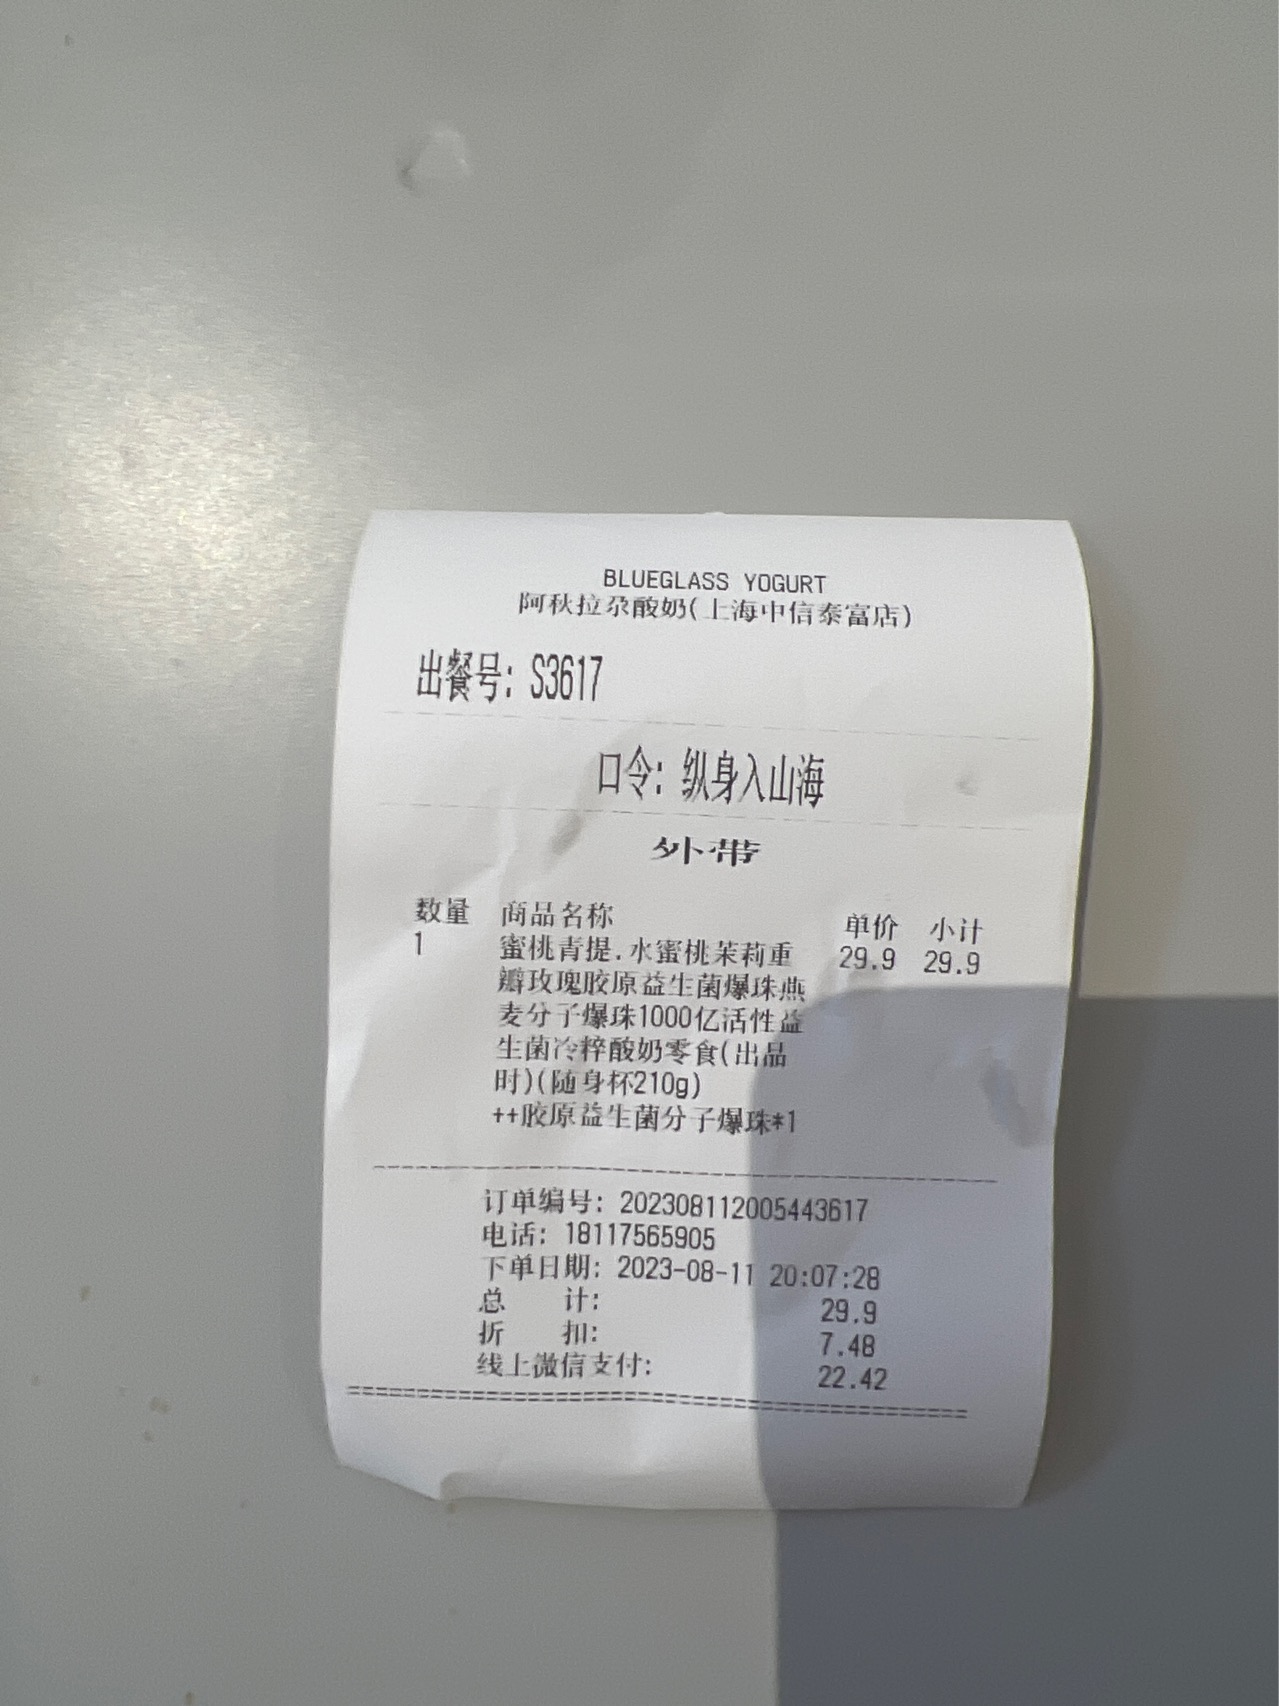 BLUEGLASS YOGURT
阿秋拉尕酸奶(上海中信泰富店)
出餐号: S3617
口令: 纵身入山海
外带
数量 商品名称 单价 小计
1 蜜桃青提.水蜜桃茉莉重 29.9 29.9
瓣玫瑰胶原益生菌爆珠燕
麦分子爆珠1000亿活性益
生菌冷粹酸奶零食(出品
时)(随身杯210g)
++胶原益生菌分子爆珠*1
订单编号: 202308112005443617
电话: 18117565905
下单日期: 2023-08-11 20:07:28
总 计: 29.9
折 扣: 7.48
线上微信支付: 22.42